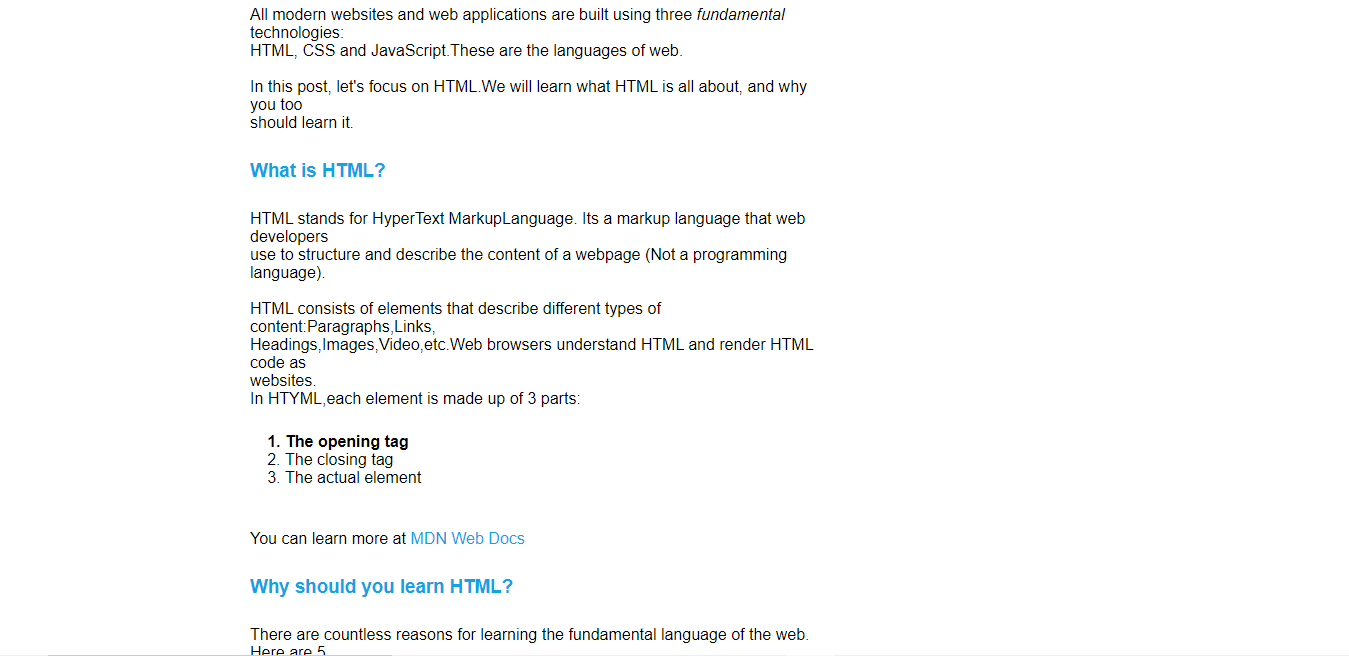 All modern websites and web applications are built using three fundamental
technologies:
HTML, CSS and JavaScript.These are the languages of web.
In this post, let's focus on HTML.We will learn what HTML is all about, and why
you too
should learn it.
What is HTML?
HTML stands for HyperText MarkupLanguage. Its a markup language that web
developers
use to structure and describe the content of a webpage (Not a programming
language).
HTML consists of elements that describe different types of
content:Paragraphs,Links,
Headings,Images,Video,etc.Web browsers understand HTML and render HTML
code as
websites.
In HTYML,each element is made up of 3 parts:
1. The opening tag
2. The closing tag
3. The actual element
You can learn more at MDN Web Docs
Why should you learn HTML?
There are countless reasons for learning the fundamental language of the web.
Here are 5